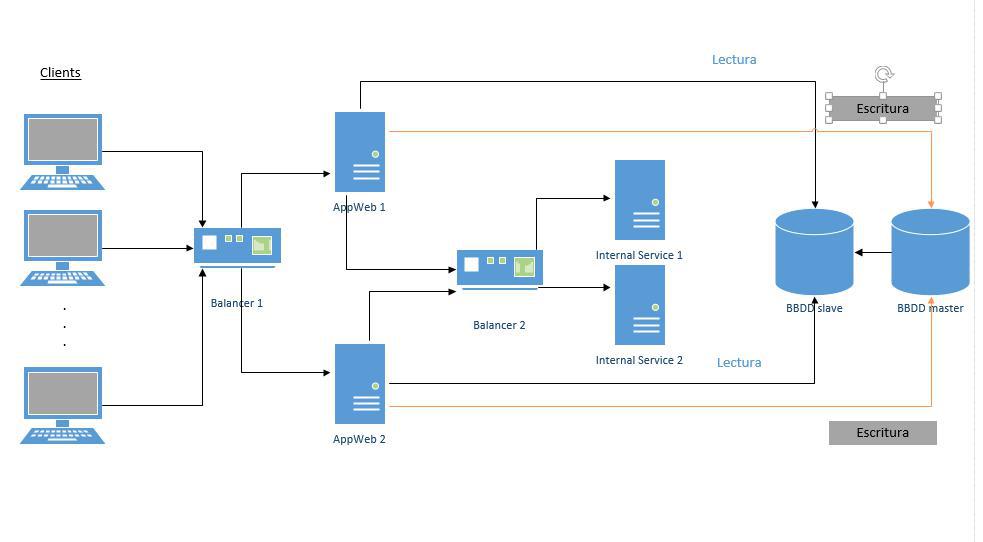 Lectura
Clients
Escritura
AppWeb 1
Internal Service 1
Balancer 1
BBDD slave
BBDD master
Balancer 2
Internal Service 2
Lectura
AppWeb 2
Escritura